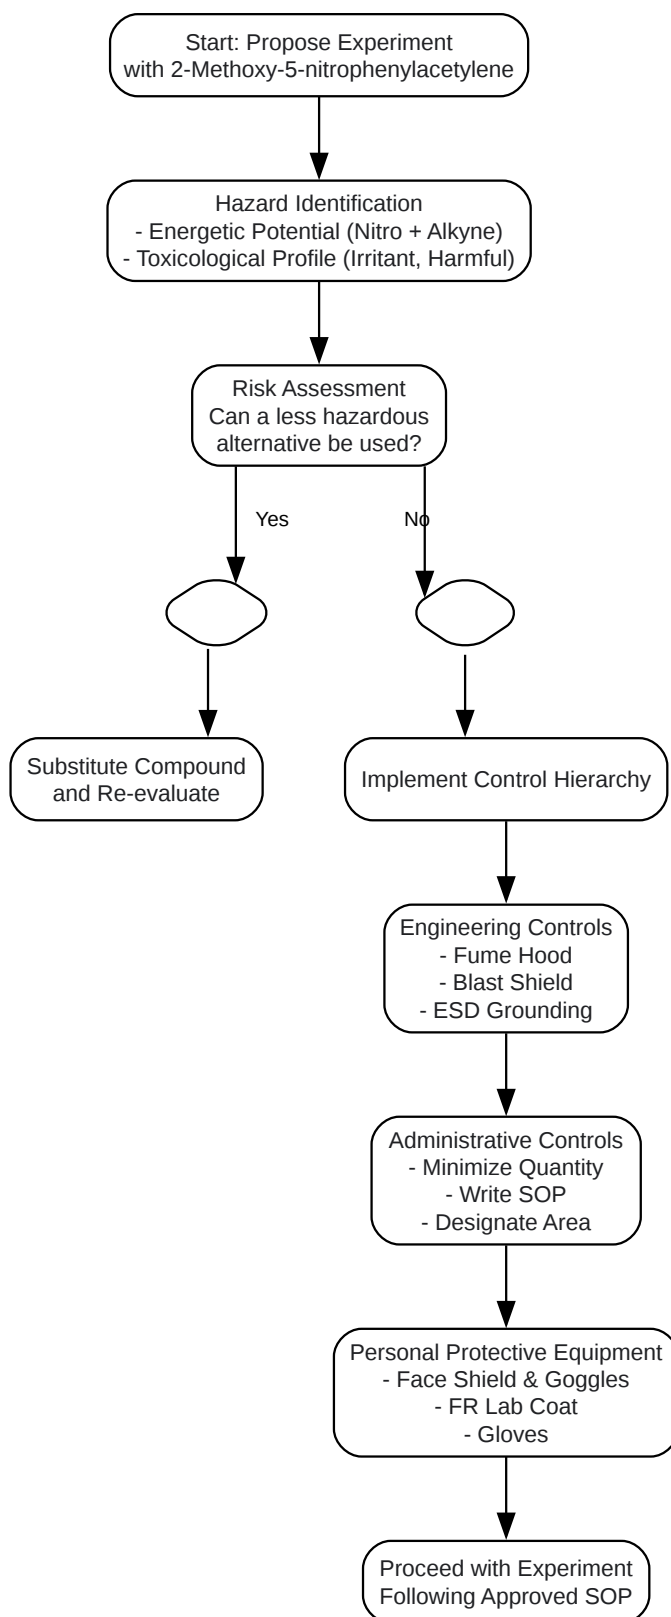 Start: Propose Experiment
with 2-Methoxy-5-nitrophenylacetylene
Hazard Identification
- Energetic Potential (Nitro + Alkyne)
- Toxicological Profile (Irritant, Harmful)
Risk Assessment
Can a less hazardous
alternative be used?
Yes
No
Substitute Compound
and Re-evaluate
Implement Control Hierarchy
Engineering Controls
- Fume Hood
- Blast Shield
- ESD Grounding
Administrative Controls
- Minimize Quantity
- Write SOP
- Designate Area
Personal Protective Equipment
- Face Shield & Goggles
- FR Lab Coat
- Gloves
Proceed with Experiment
Following Approved SOP